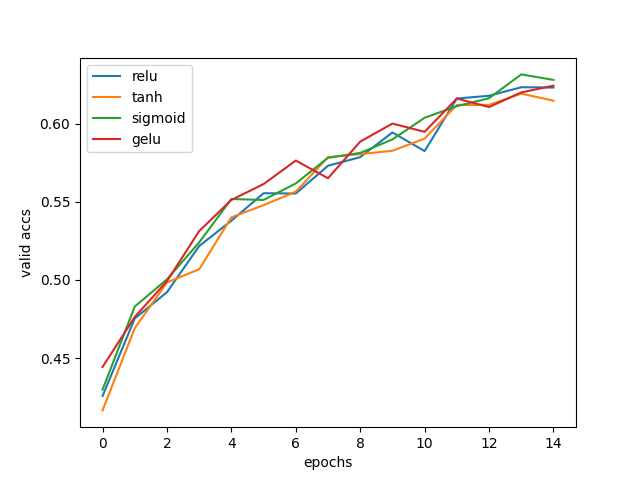 relu
tanh
sigmoid
gelu
0.60
0.55
0.50
0.45
valid accs
0 2 4 6 8 10 12 14
epochs